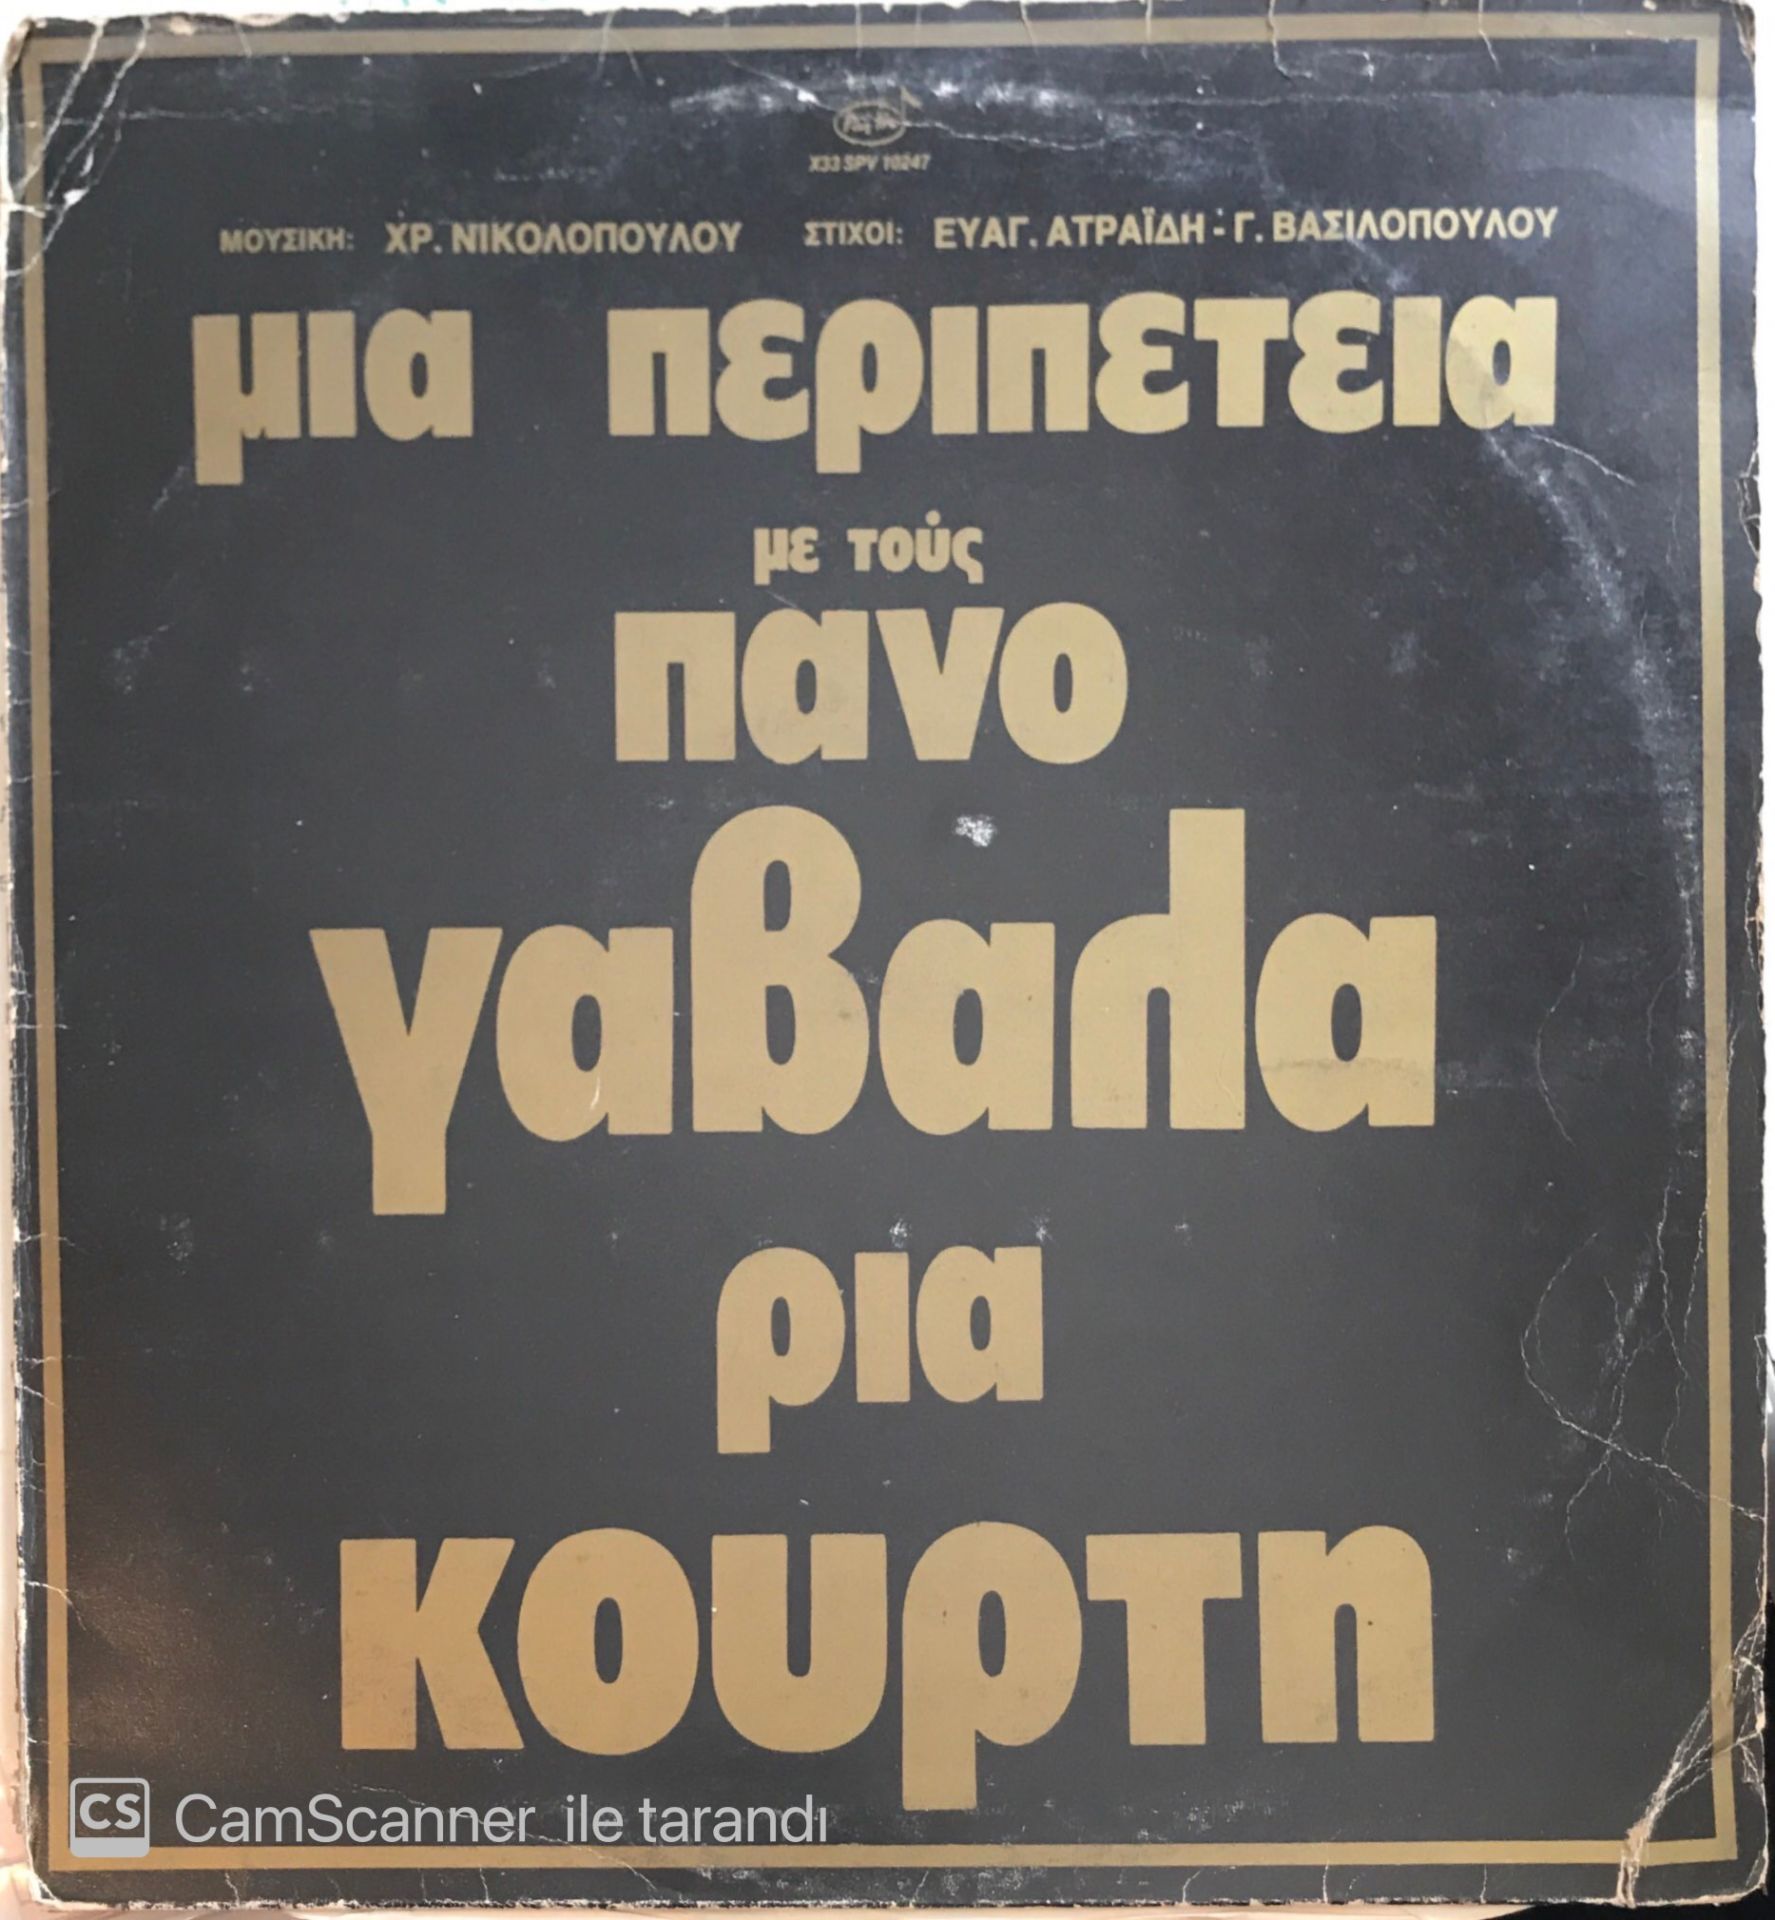 X33 SPV 10247
ΜΟΥΣΙΚΗ: ΧΡ. ΝΙΚΟΛΟΠΟΥΛΟΥ ΣΤΙΧΟΙ: ΕΥΑΓ. ΑΤΡΑΪΔΗ - Γ. ΒΑΣΙΛΟΠΟΥΛΟΥ
μια περιπετεια
με τούς
πανο
γαβαλα
ρια
κουρτη
CS CamScanner ile tarandı